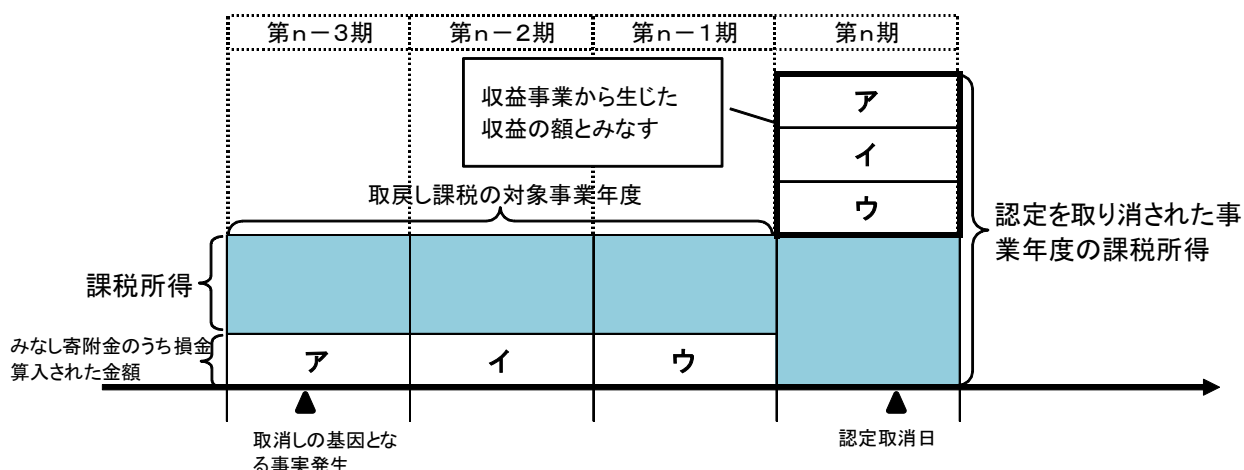 第n－3期
第n－2期
第n－1期
第n期
収益事業から生じた
収益の額とみなす
ア
イ
ウ
取戻し課税の対象事業年度
認定を取り消された事
業年度の課税所得
課税所得
みなし寄附金のうち損金
算入された金額
ア
イ
ウ
取消しの基因とな
る事実発生
認定取消日